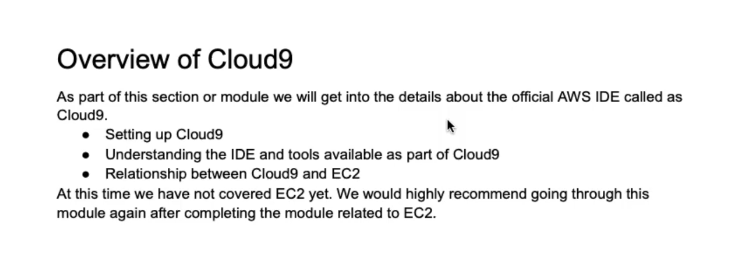 Overview of Cloud9
As part of this section or module we will get into the details about the official AWS IDE called as
Cloud9.
● Setting up Cloud9
● Understanding the IDE and tools available as part of Cloud9
● Relationship between Cloud9 and EC2
At this time we have not covered EC2 yet. We would highly recommend going through this
module again after completing the module related to EC2.